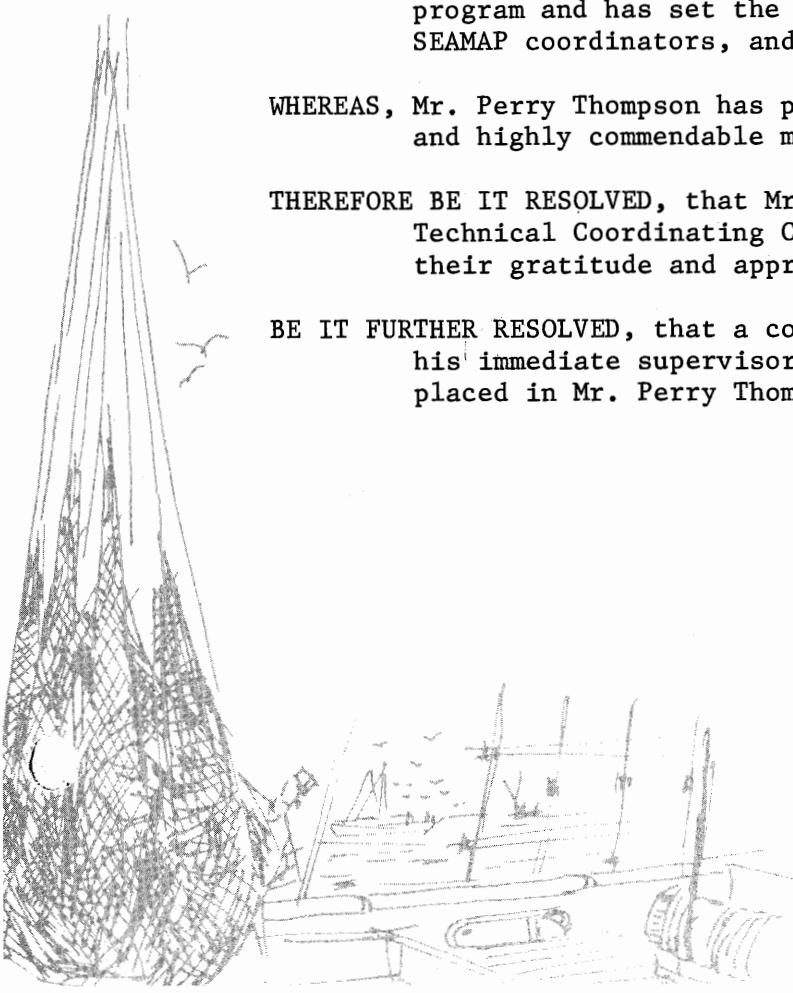 program and has set the
SEAMAP coordinators, and
WHEREAS, Mr. Perry Thompson has p
and highly commendable m
THEREFORE BE IT RESOLVED, that Mr
Technical Coordinating C
their gratitude and appr
BE IT FURTHER RESOLVED, that a co
his immediate supervisor
placed in Mr. Perry Thom